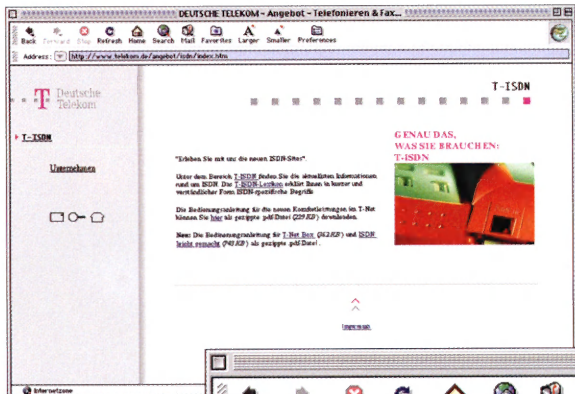 DEUTSCHE TELEKOM - Angebot - Telefonieren & Fax...
Back Forward Stop Refresh Home Search Mail Favorites Larger Smaller Preferences
Address: http://www.telekom.de/angebot/isdn/index.htm
T Deutsche
Telekom
T-ISDN
T-ISDN
Unternehmen
GENAU DAS,
WAS SIE BRAUCHEN:
T-ISDN
"Erleben Sie mit uns die neuen ISDN-Sites".
Unter dem Bereich T-ISDN finden Sie die aktuellsten Informationen
rund um ISDN. Das T-ISDN-Lexikon erklärt Ihnen in kurzer und
verständlicher Form ISDN-spezifische Begriffe
Die Bedienungsanleitung für die neuen Komfortleistungen im T-Net
können Sie hier als gezippte .pdf-Datei (229 KB) downloaden.
Neu: Die Bedienungsanleitung für T-Net Box (262 KB) und ISDN
leicht gemacht (743 KB) als gezippte .pdf-Datei.
Impressum
Internetzone